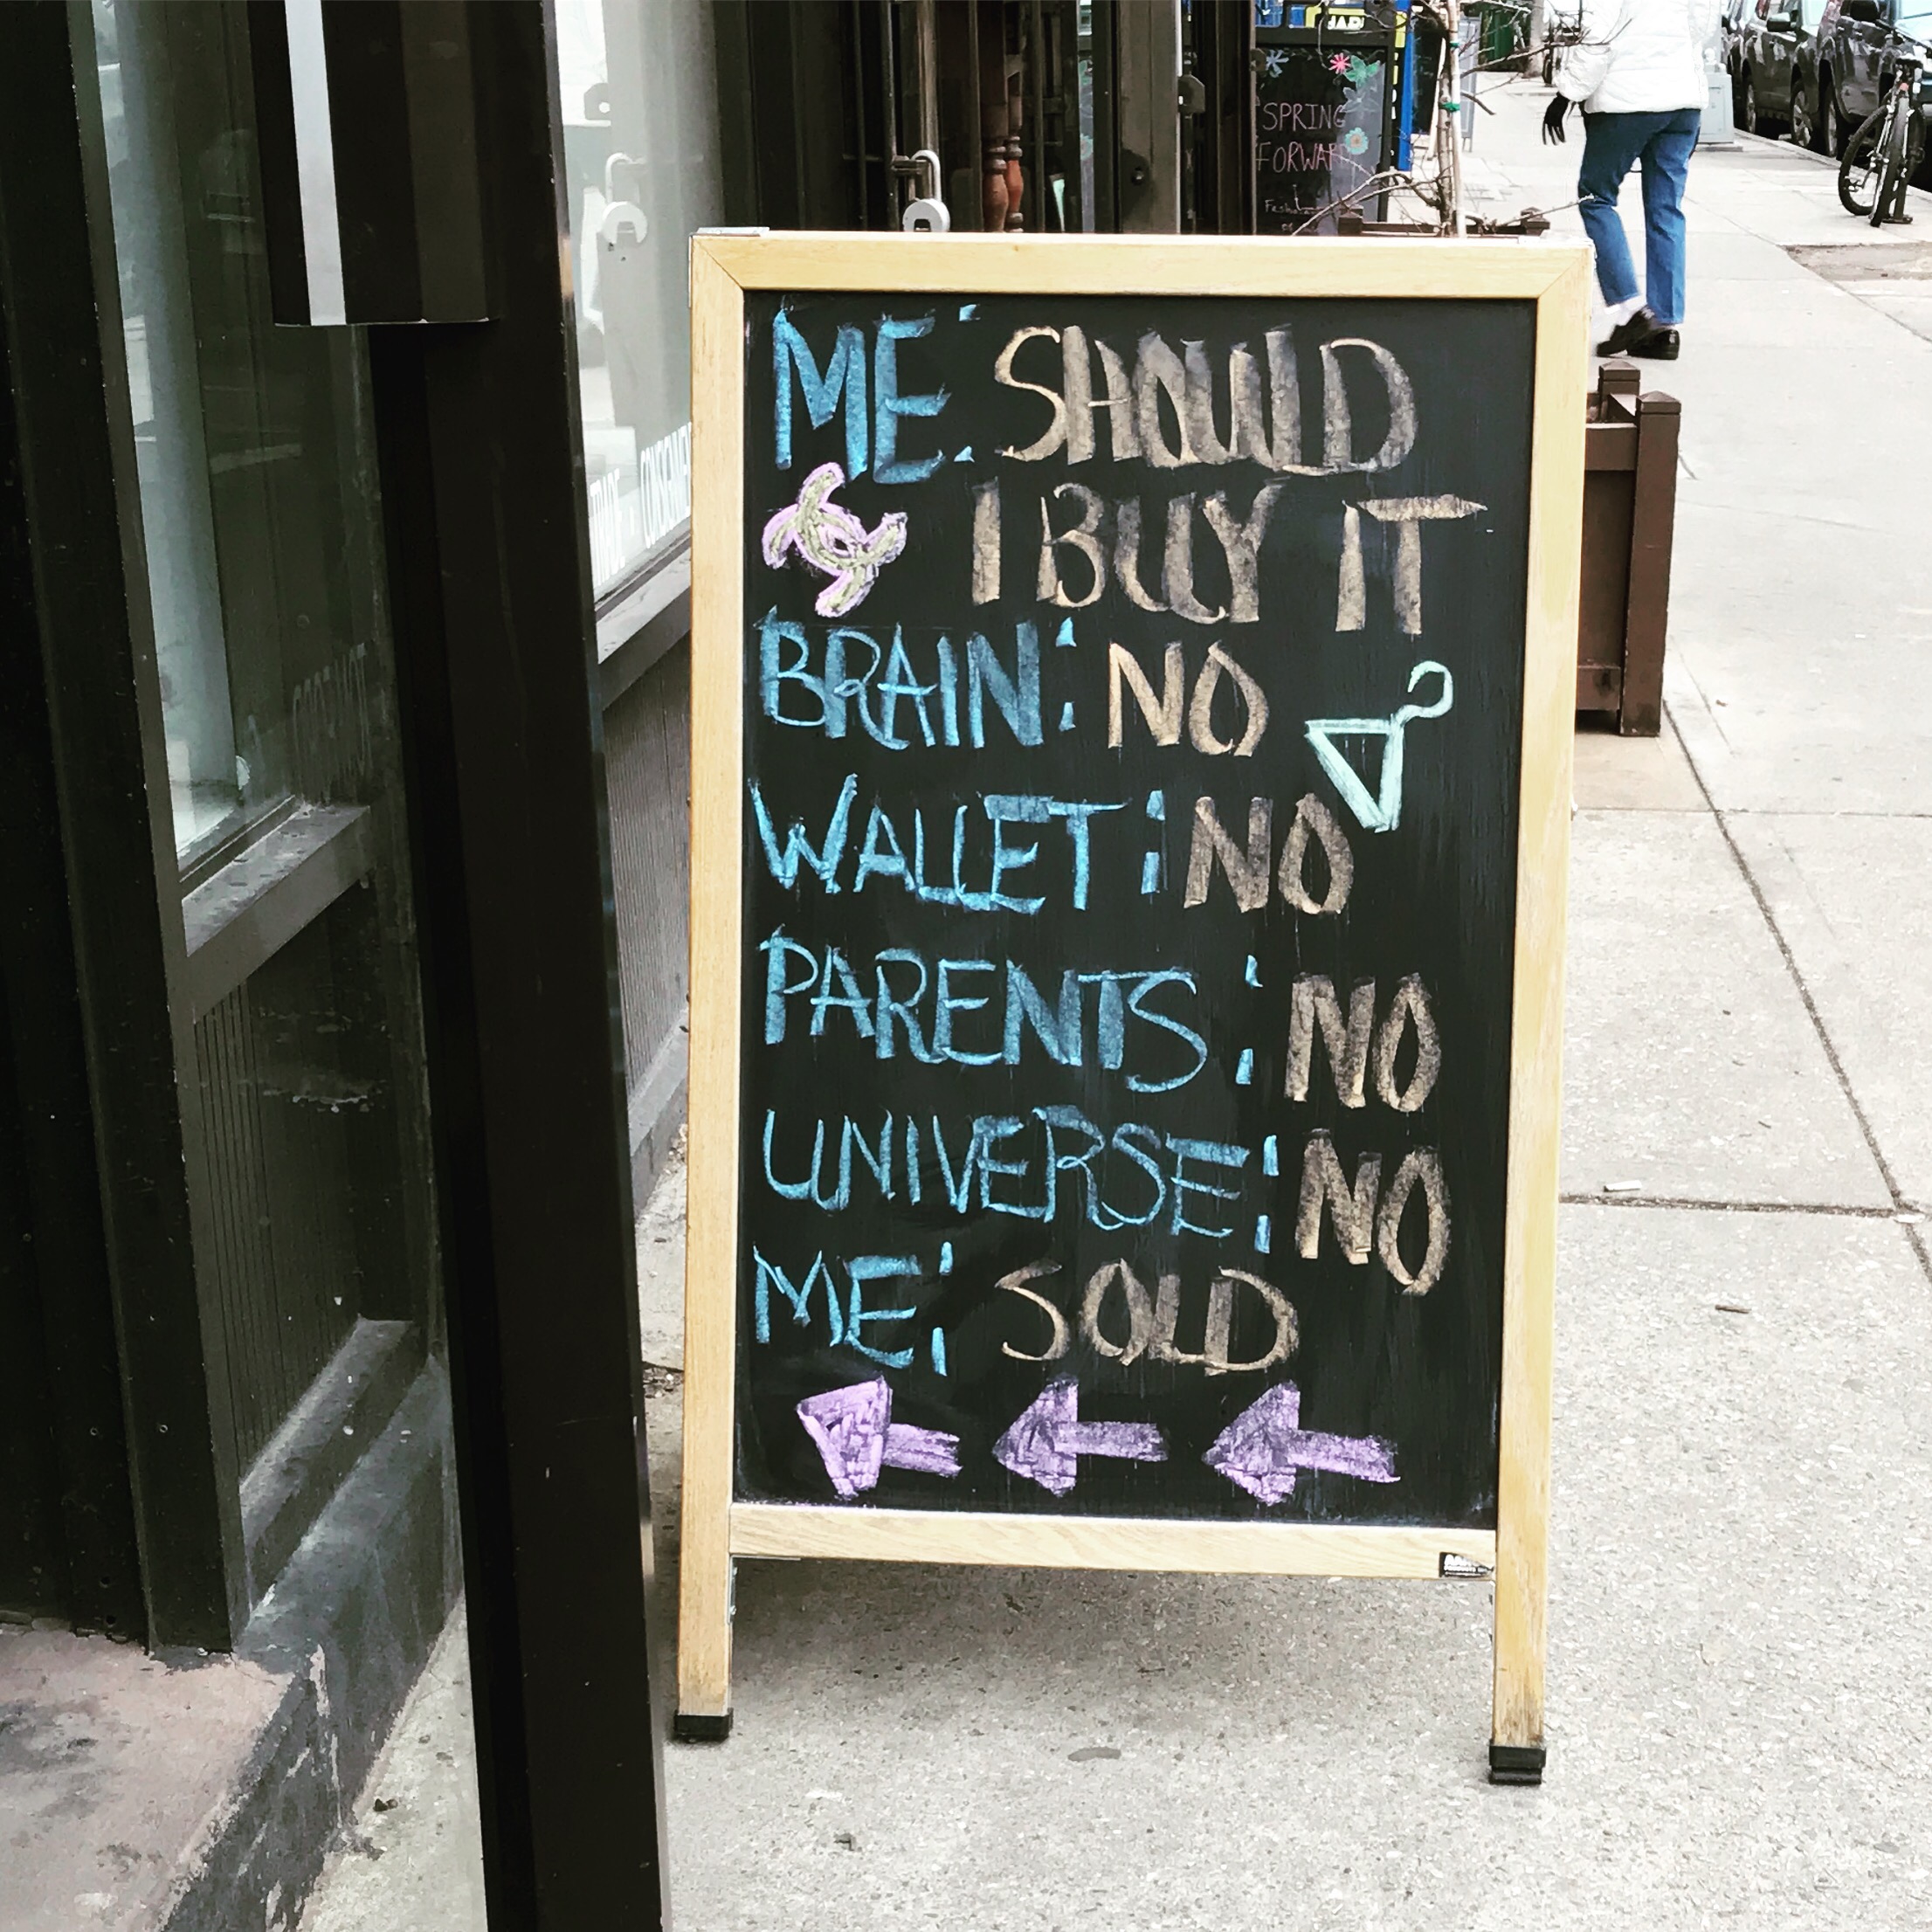 ME: SHOULD
I BUY IT
BRAIN: NO
WALLET: NO
PARENTS: NO
UNIVERSE: NO
ME: SOLD
SPRING
FORWARD